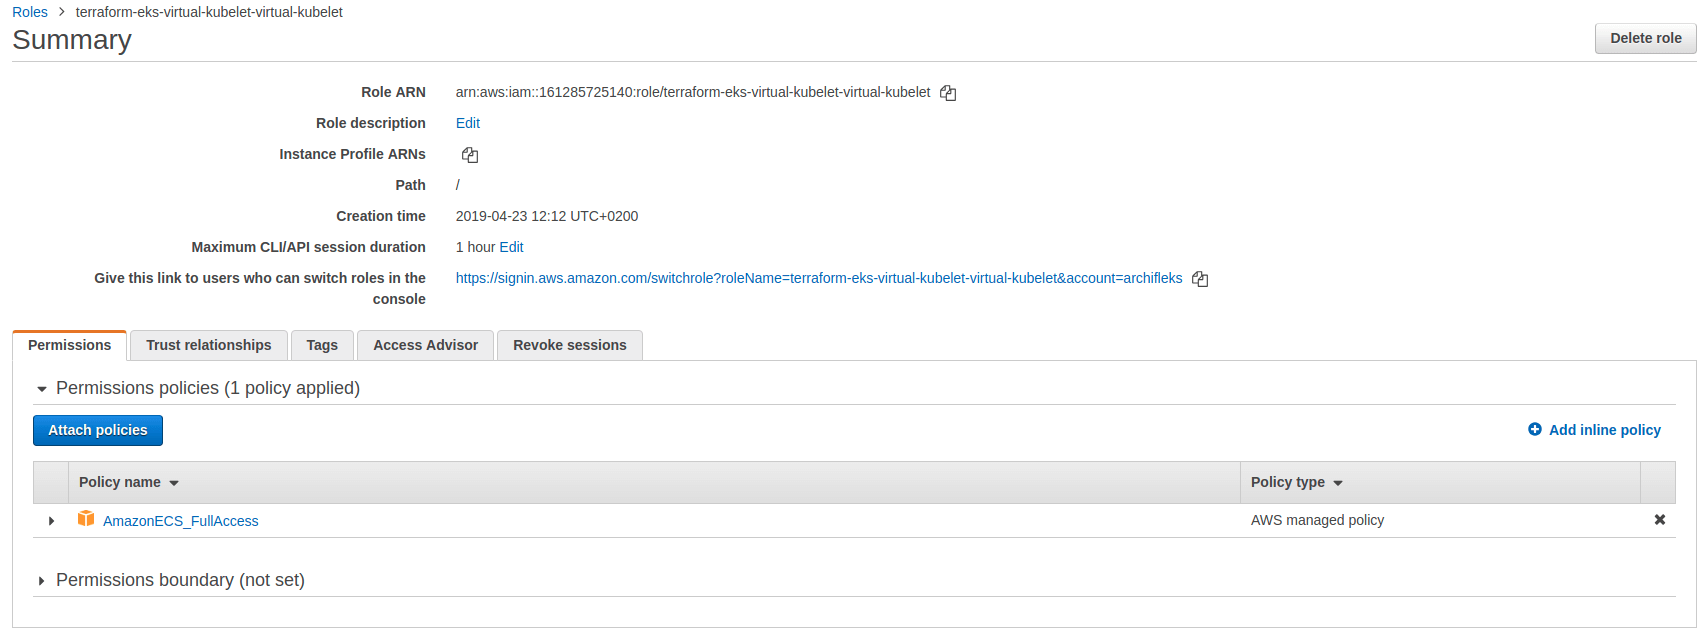 Roles > terraform-eks-virtual-kubelet-virtual-kubelet
Summary
Delete role
Role ARN arn:aws:iam::161285725140:role/terraform-eks-virtual-kubelet-virtual-kubelet
Role description Edit
Instance Profile ARNs
Path /
Creation time 2019-04-23 12:12 UTC+0200
Maximum CLI/API session duration 1 hour Edit
Give this link to users who can switch roles in the https://signin.aws.amazon.com/switchrole?roleName=terraform-eks-virtual-kubelet-virtual-kubelet&account=archifleks
console
Permissions Trust relationships Tags Access Advisor Revoke sessions
Permissions policies (1 policy applied)
Attach policies Add inline policy
Policy name Policy type
AmazonECS_FullAccess AWS managed policy
Permissions boundary (not set)